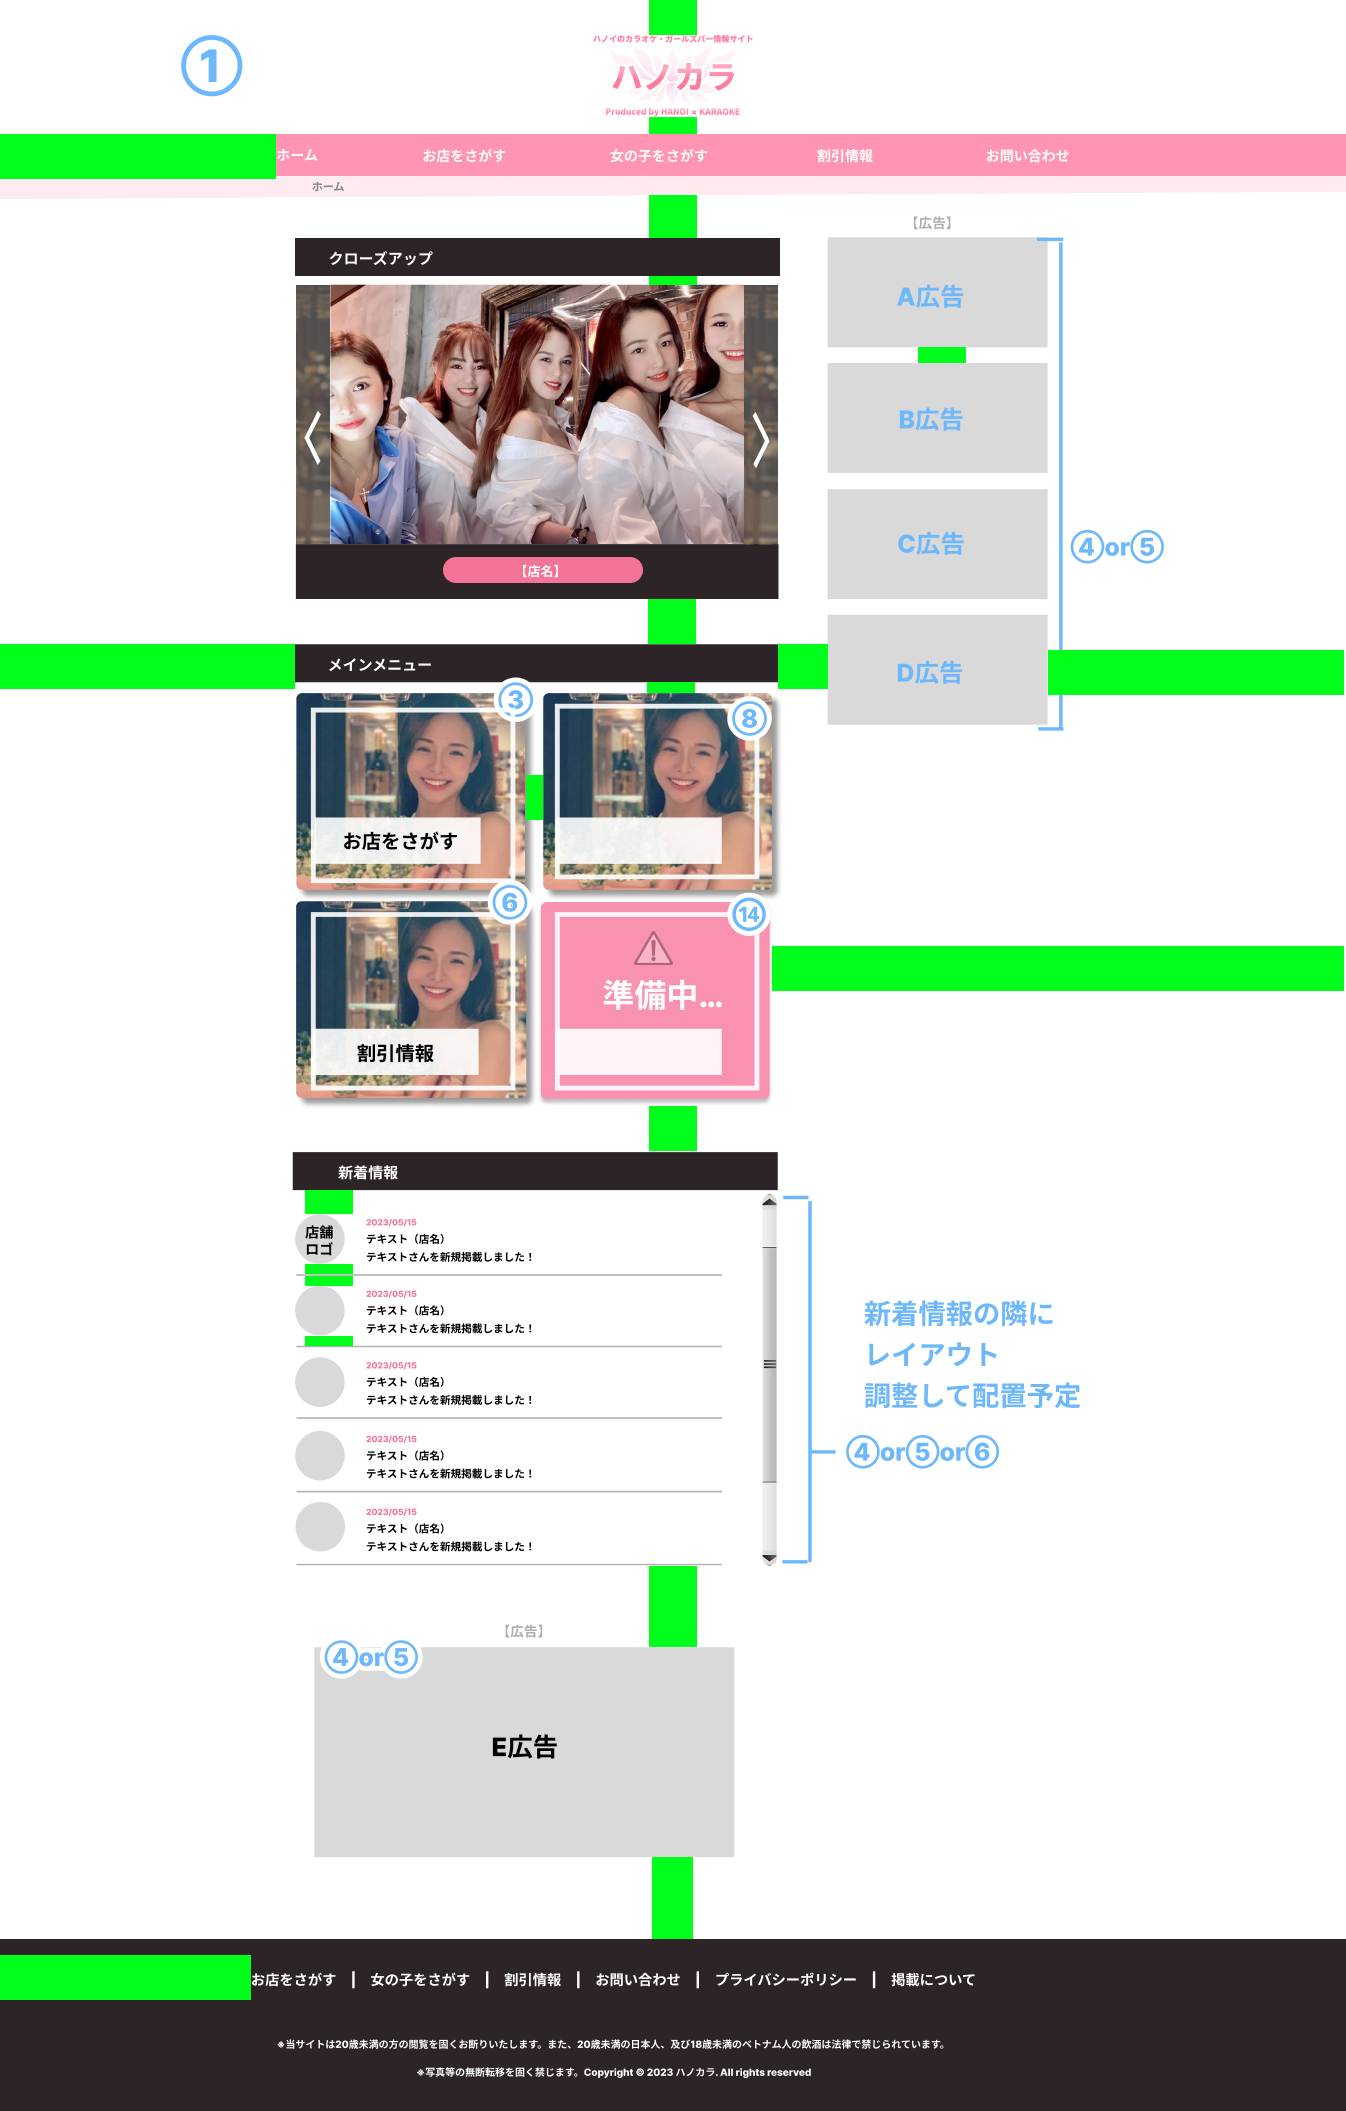 ①
ハノイのカラオケ・ガールズバー情報サイト
ハノカラ
Produced by HANOI × KARAOKE
ホーム
お店をさがす
女の子をさがす
割引情報
お問い合わせ
ホーム
【広告】
クローズアップ
A広告
B広告
C広告
④or⑤
【店名】
メインメニュー
D広告
③
⑧
お店をさがす
⑥
⑭
準備中...
割引情報
新着情報
店舗
ロゴ
2023/05/15
テキスト（店名）
テキストさんを新規掲載しました！
2023/05/15
テキスト（店名）
テキストさんを新規掲載しました！
2023/05/15
テキスト（店名）
テキストさんを新規掲載しました！
2023/05/15
テキスト（店名）
テキストさんを新規掲載しました！
2023/05/15
テキスト（店名）
テキストさんを新規掲載しました！
新着情報の隣に
レイアウト
調整して配置予定
④or⑤or⑥
【広告】
④or⑤
E広告
お店をさがす | 女の子をさがす | 割引情報 | お問い合わせ | プライバシーポリシー | 掲載について
※当サイトは20歳未満の方の閲覧を固くお断りいたします。また、20歳未満の日本人、及び18歳未満のベトナム人の飲酒は法律で禁じられています。
※写真等の無断転移を固く禁じます。Copyright © 2023 ハノカラ. All rights reserved